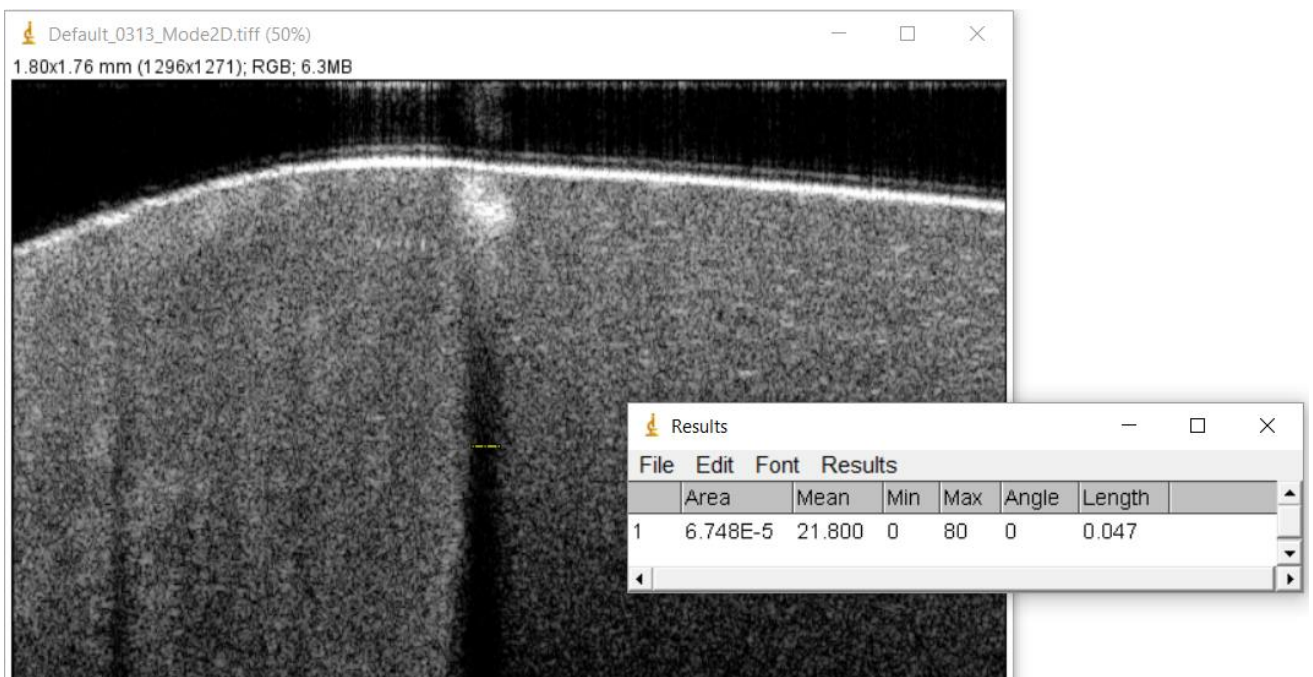 Default_0313_Mode2D.tiff (50%)
1.80x1.76 mm (1296x1271); RGB; 6.3MB
Results
File Edit Font Results
Area Mean Min Max Angle Length
1 6.748E-5 21.800 0 80 0 0.047